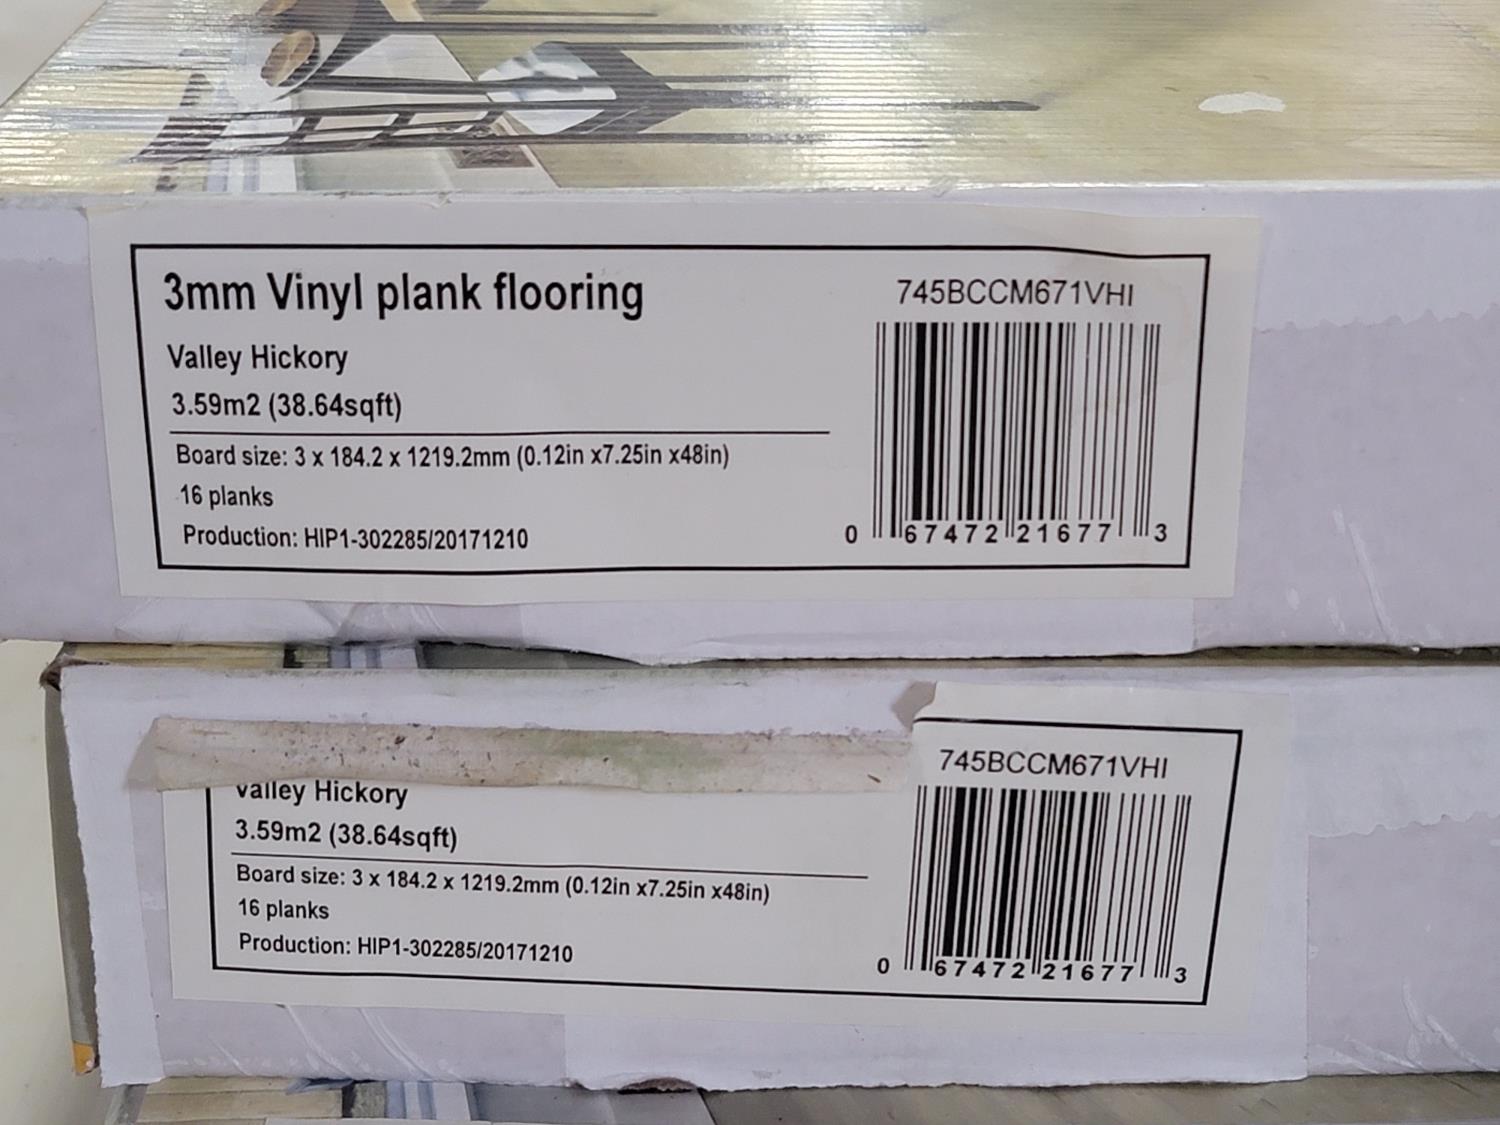 3mm Vinyl plank flooring
Valley Hickory
3.59m2 (38.64sqft)
Board size: 3 x 184.2 x 1219.2mm (0.12in x7.25in x48in)
16 planks
Production: HIP1-302285/20171210
745BCCM671VHI
0 67472 21677 3
Valley Hickory
3.59m2 (38.64sqft)
Board size: 3 x 184.2 x 1219.2mm (0.12in x7.25in x48in)
16 planks
Production: HIP1-302285/20171210
745BCCM671VHI
0 67472 21677 3